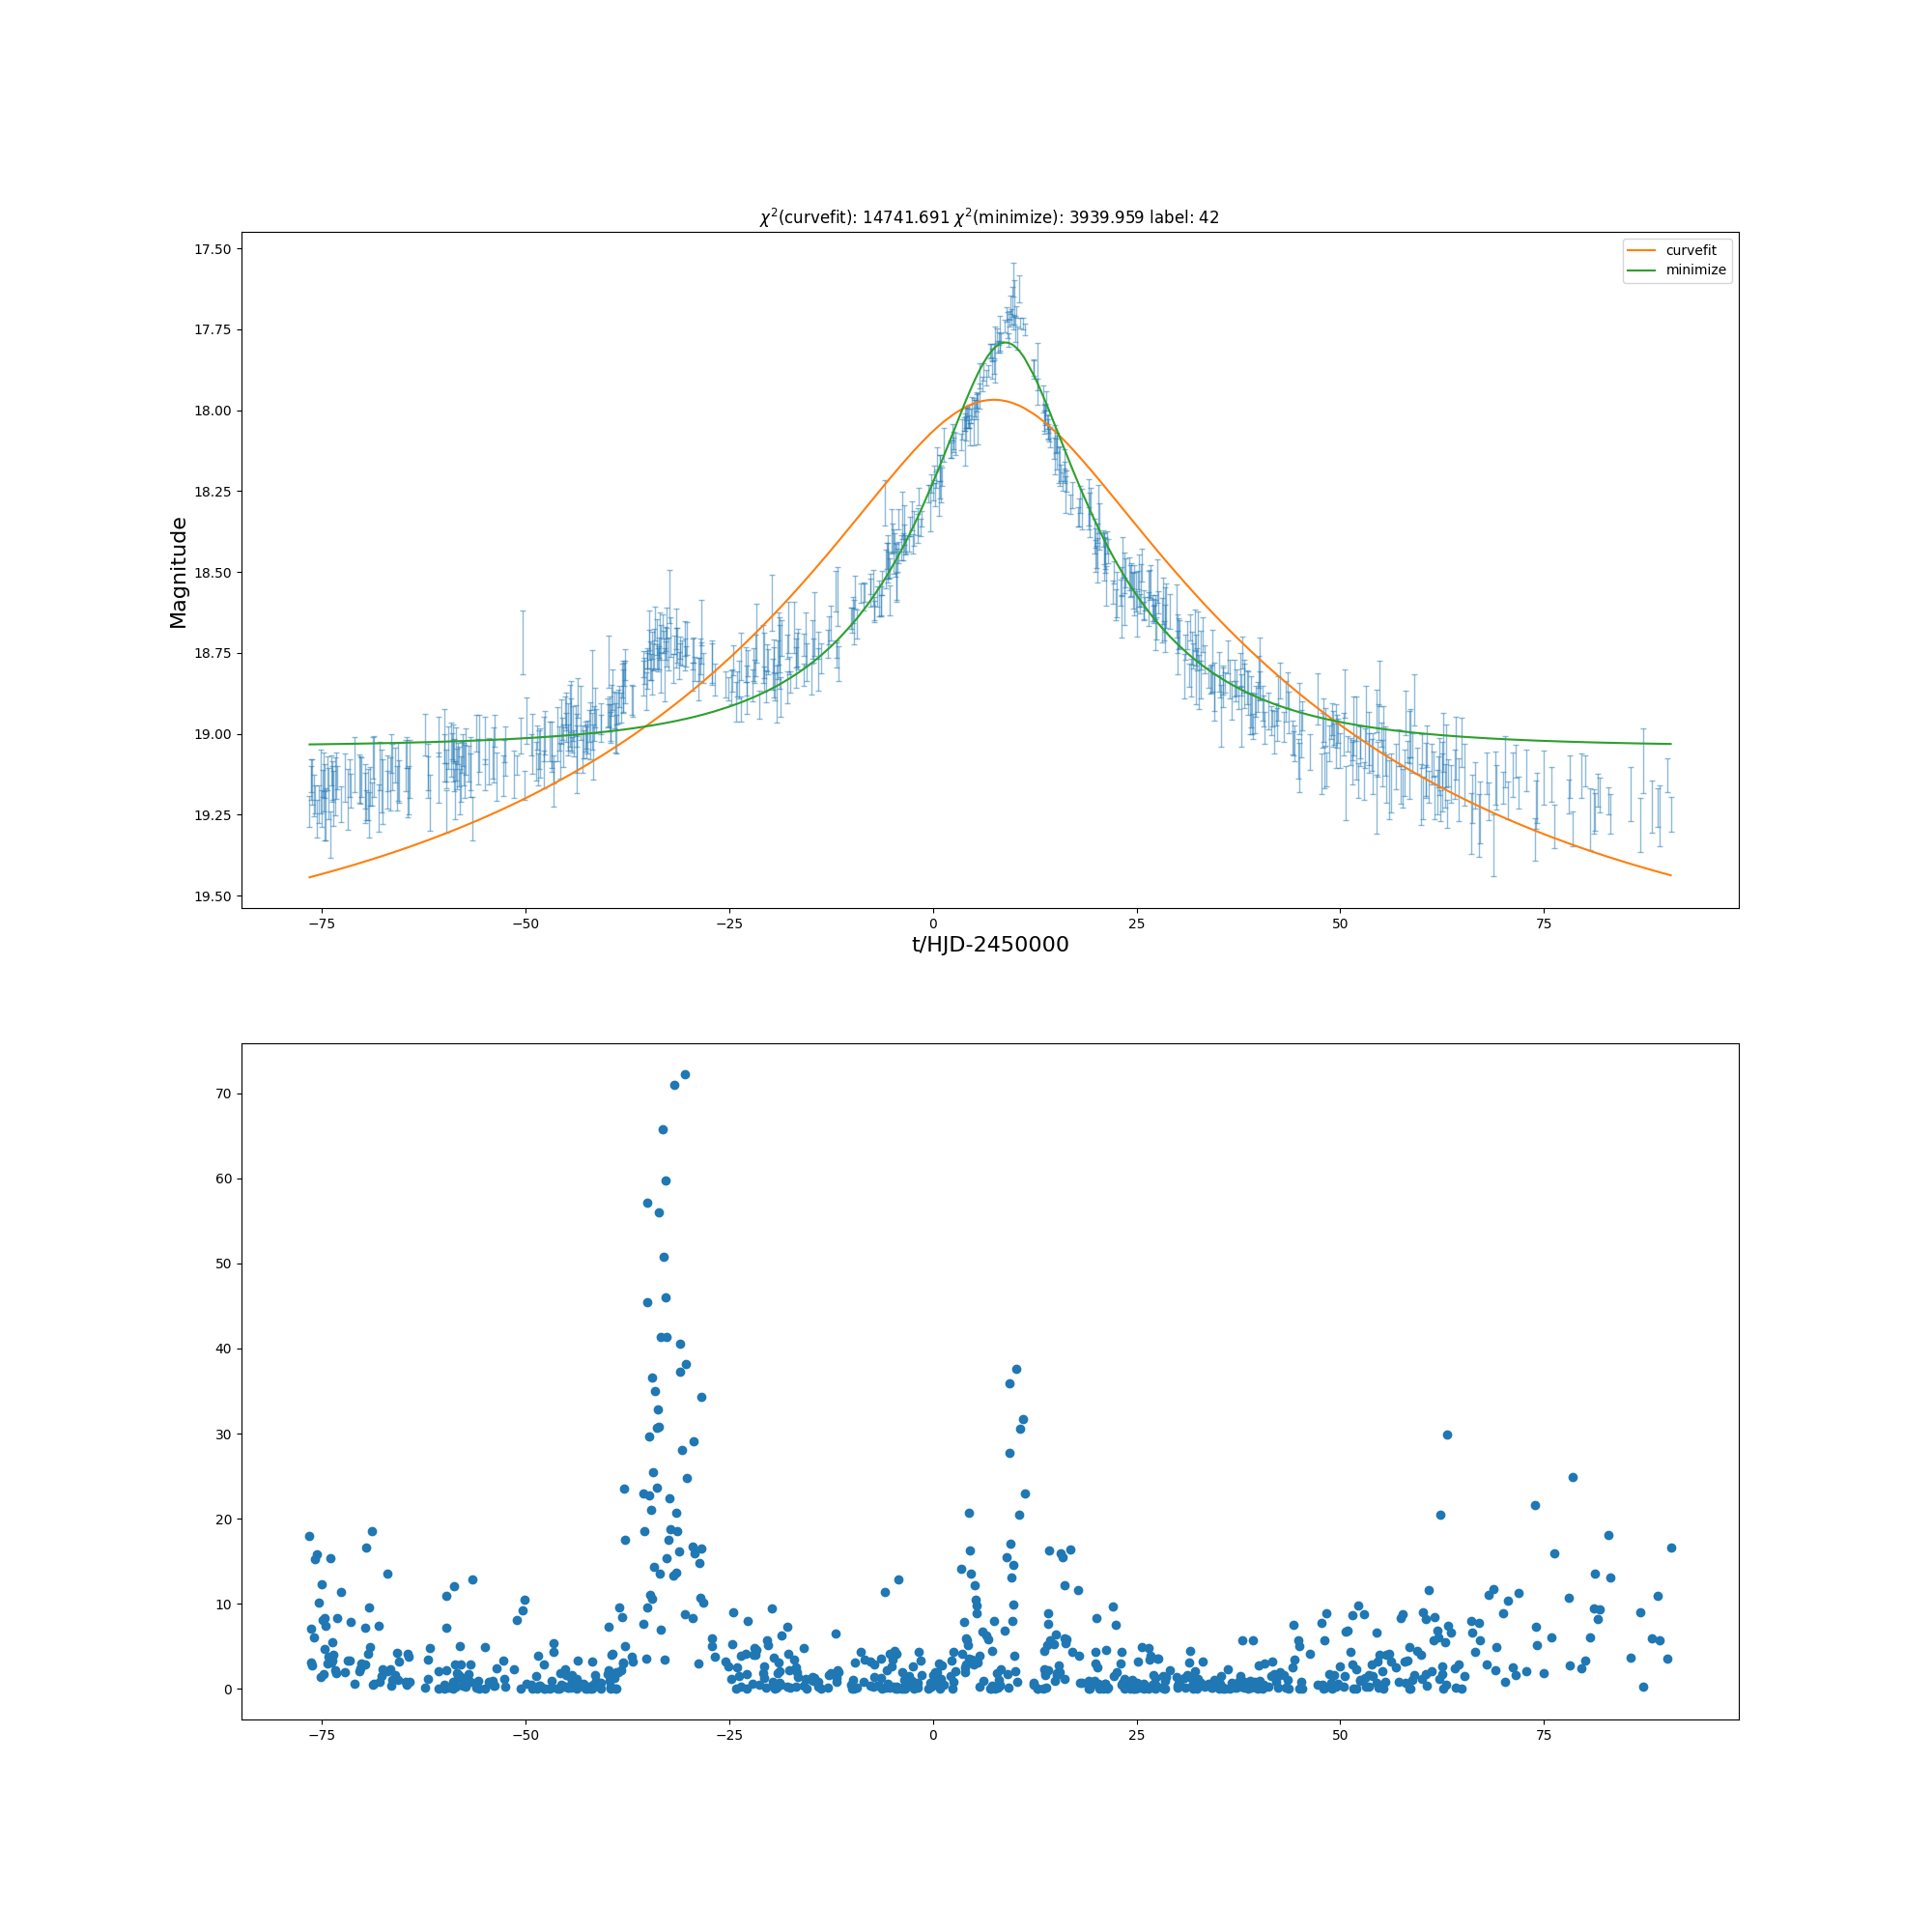 χ²(curvefit): 14741.691 χ²(minimize): 3939.959 label: 42
curvefit
minimize
Magnitude
17.50
17.75
18.00
18.25
18.50
18.75
19.00
19.25
19.50
−75 −50 −25 0 25 50 75
t/HJD-2450000
70
60
50
40
30
20
10
0
−75 −50 −25 0 25 50 75